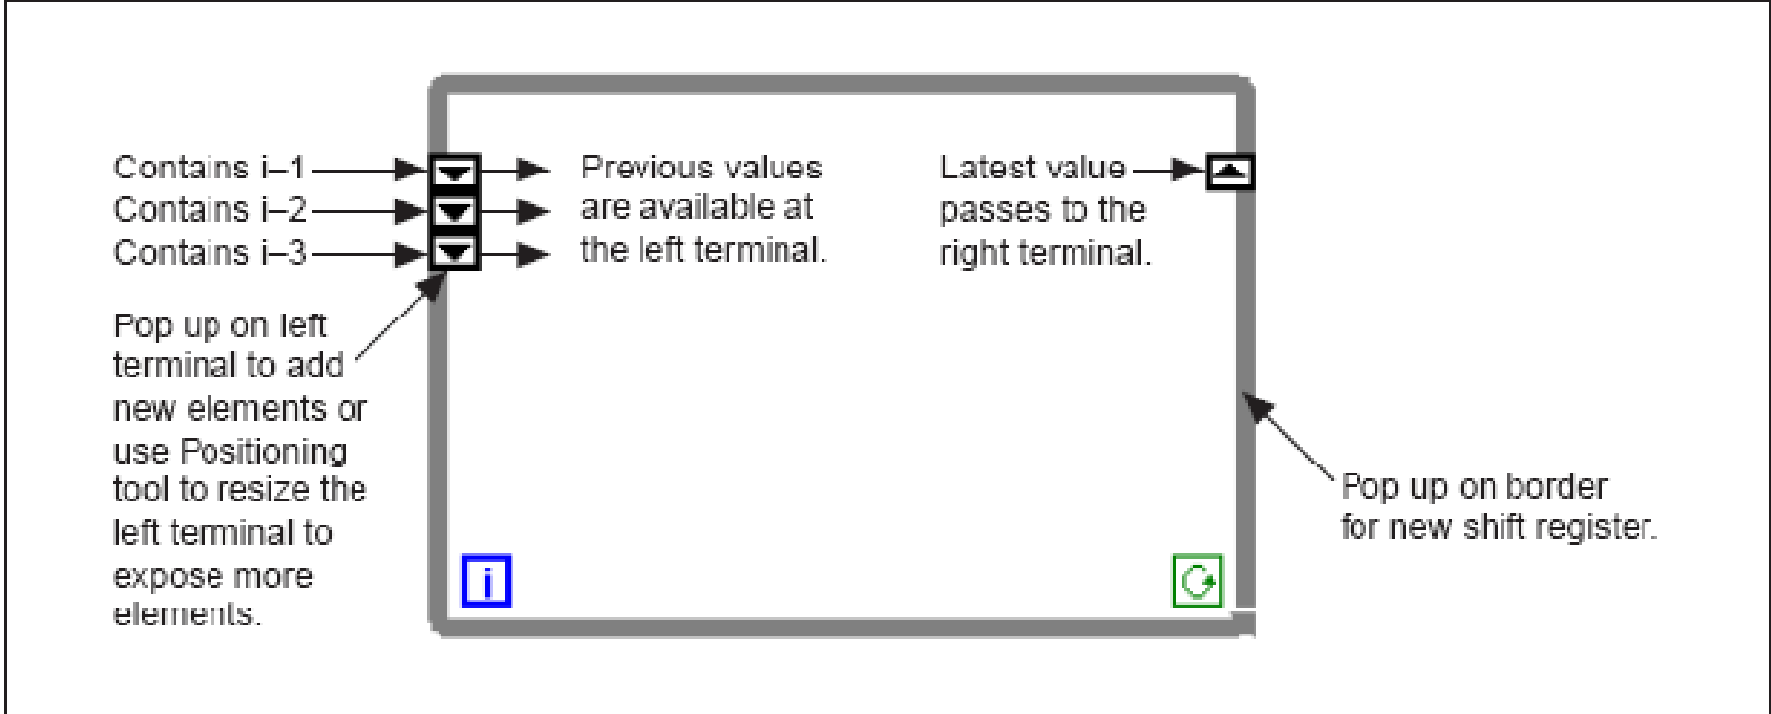 Contains i–1
Contains i–2
Contains i–3
Previous values
are available at
the left terminal.
Latest value
passes to the
right terminal.
Pop up on left
terminal to add
new elements or
use Positioning
tool to resize the
left terminal to
expose more
elements.
Pop up on border
for new shift register.
i